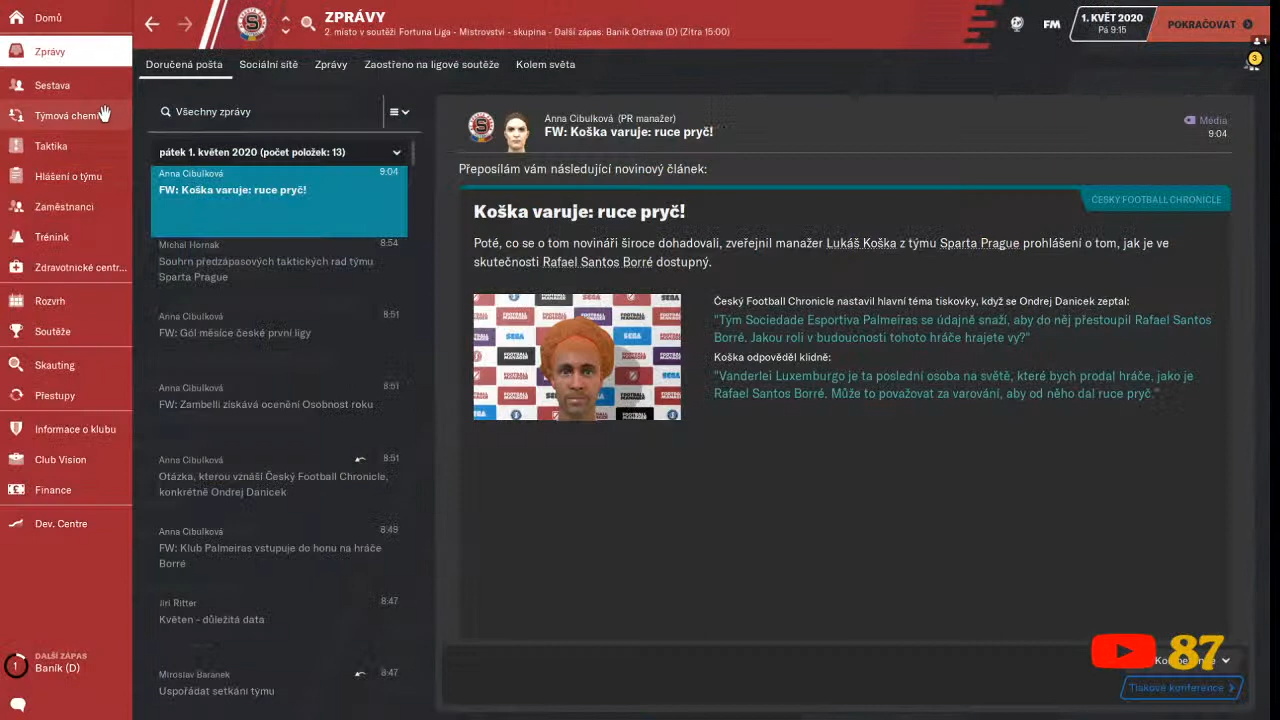 Domů
Zprávy
Sestava
Týmová chemi
Taktika
Hlášení o týmu
Zaměstnanci
Trénink
Zdravotnické centr...
Rozvrh
Soutěže
Skauting
Přestupy
Informace o klubu
Club Vision
Finance
Dev. Centre
DALŠÍ ZÁPAS
1
Baník (D)
ZPRÁVY
2. místo v soutěži Fortuna Liga - Mistrovství - skupina - Další zápas: Baník Ostrava (D) (Zítra 15:00)
FM
1. KVĚT 2020
Pá 9:15
POKRAČOVAT
1
3
Doručená pošta
Sociální sítě
Zprávy
Zaostřeno na ligové soutěže
Kolem světa
Všechny zprávy
pátek 1. květen 2020 (počet položek: 13)
Anna Cibulková 9:04
FW: Koška varuje: ruce pryč!
Michal Horňák 8:54
Souhrn předzápasových taktických rad týmu
Sparta Prague
Anna Cibulková 8:51
FW: Gól měsíce české první ligy
Anna Cibulková 8:51
FW: Zambelli získává ocenění Osobnost roku
Anna Cibulková 8:51
Otázka, kterou vznáší Český Football Chronicle,
konkrétně Ondrej Danicek
Anna Cibulková 8:49
FW: Klub Palmeiras vstupuje do honu na hráče
Borré
Jiri Ritter 8:47
Květen - důležitá data
Miroslav Baranek 8:47
Uspořádat setkání týmu
Anna Cibulková (PR manažer)
FW: Koška varuje: ruce pryč!
Média
9:04
Přeposílám vám následující novinový článek:
ČESKÝ FOOTBALL CHRONICLE
Koška varuje: ruce pryč!
Poté, co se o tom novináři široce dohadovali, zveřejnil manažer Lukáš Koška z týmu Sparta Prague prohlášení o tom, jak je ve
skutečnosti Rafael Santos Borré dostupný.
Český Football Chronicle nastavil hlavní téma tiskovky, když se Ondrej Danicek zeptal:
"Tým Sociedade Esportiva Palmeiras se údajně snaží, aby do něj přestoupil Rafael Santos
Borré. Jakou roli v budoucnosti tohoto hráče hrajete vy?"
Koška odpověděl klidně:
"Vanderlei Luxemburgo je ta poslední osoba na světě, které bych prodal hráče, jako je
Rafael Santos Borré. Může to považovat za varování, aby od něho dal ruce pryč."
87
Tiskové konference